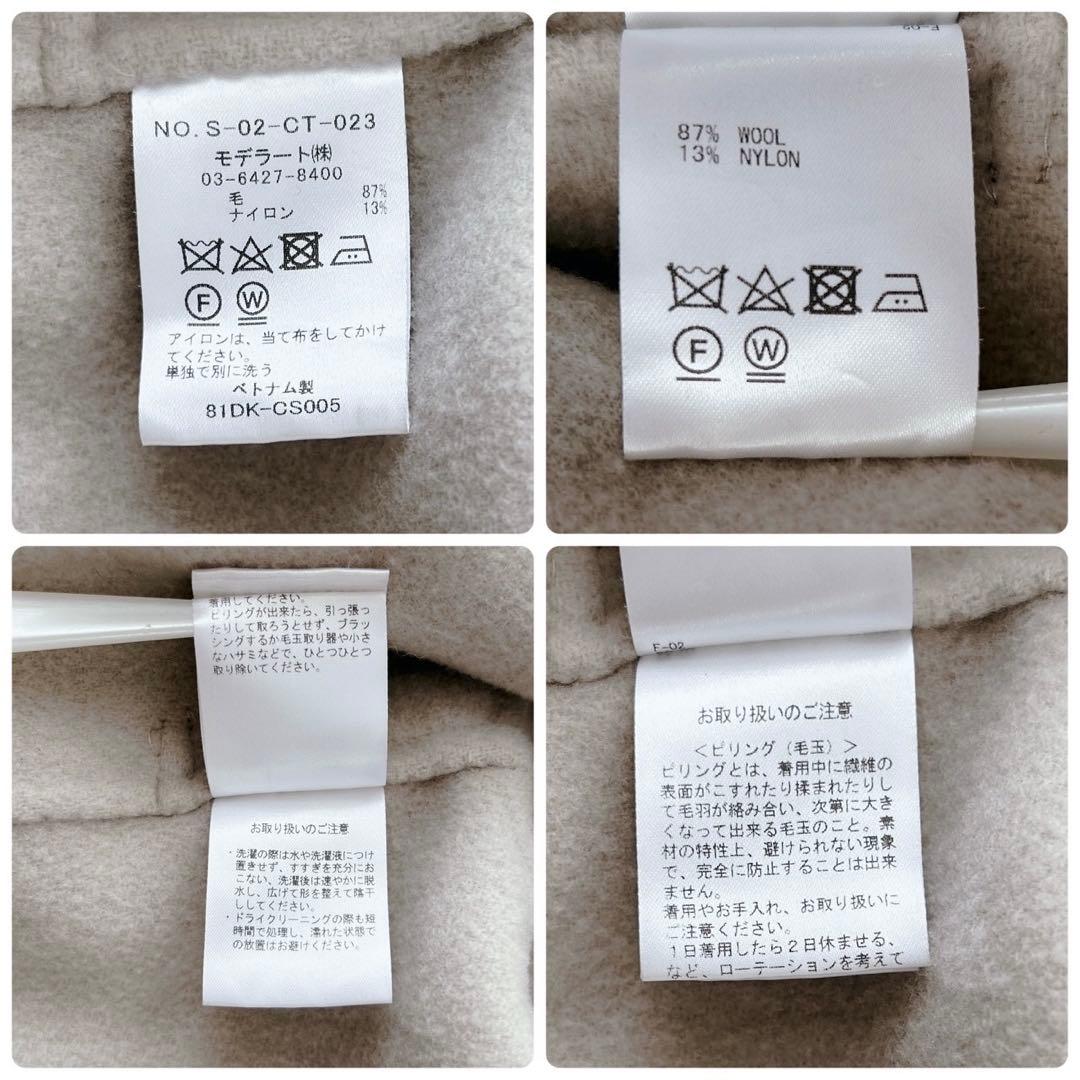 NO.S-02-CT-023
モデラート㈱
03-6427-8400
毛 87%
ナイロン 13%
F W
アイロンは、当て布をしてかけ
てください。
単独で別に洗う
ベトナム製
81DK-CS005
F-02
87% WOOL
13% NYLON
F W
着用してください。
ピリングが出来たら、引っ張っ
たりして取ろうとせず、ブラッ
シングするか毛玉取り器や小さ
なハサミなどで、ひとつひとつ
取り除いてください。
お取り扱いのご注意
・洗濯の際は水や洗濯液につけ
置きせず、すすぎを充分にお
こない、洗濯後は速やかに脱
水し、広げて形を整えて陰干
ししてください。
・ドライクリーニングの際も短
時間で処理し、濡れた状態で
の放置はお避けください。
F-02
お取り扱いのご注意
＜ピリング（毛玉）＞
ピリングとは、着用中に繊維の
表面がこすれたり揉まれたりし
て毛羽が絡み合い、次第に大き
くなって出来る毛玉のこと。素
材の特性上、避けられない現象
で、完全に防止することは出来
ません。
着用やお手入れ、お取り扱いに
ご注意ください。
1日着用したら2日休ませる、
など、ローテーションを考えて